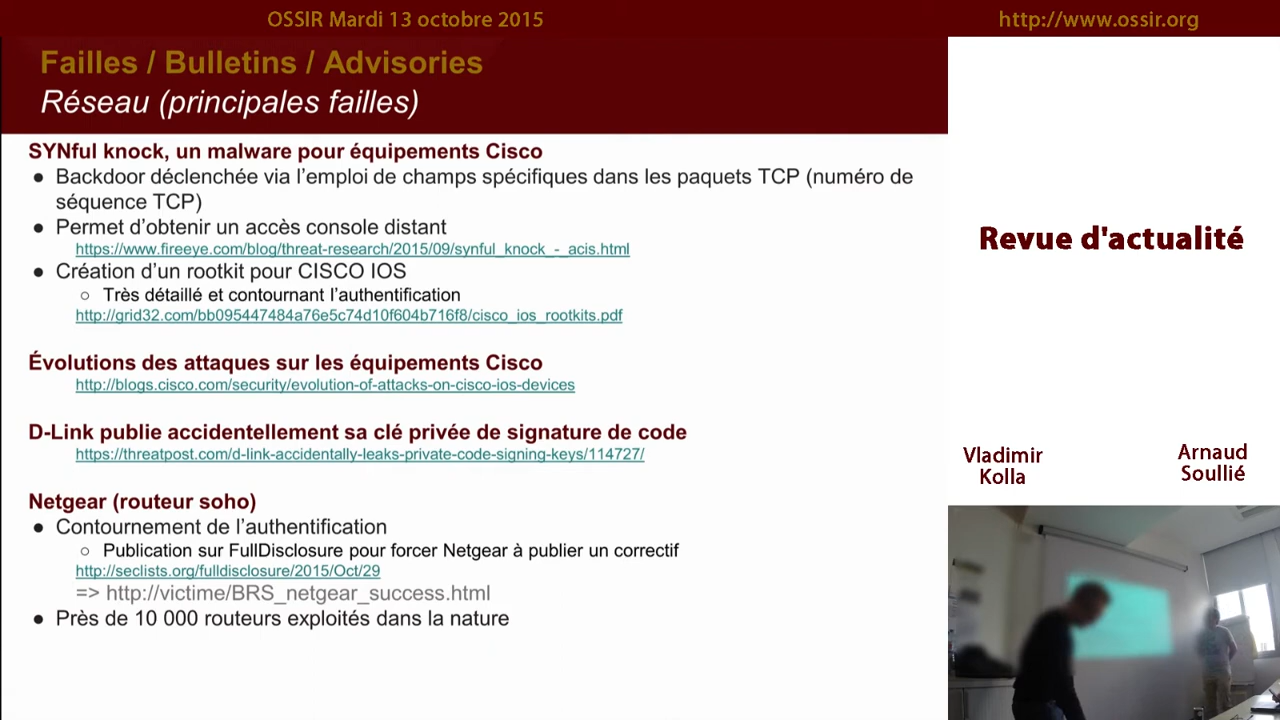 OSSIR Mardi 13 octobre 2015
http://www.ossir.org
Failles / Bulletins / Advisories
Réseau (principales failles)
SYNful knock, un malware pour équipements Cisco
● Backdoor déclenchée via l'emploi de champs spécifiques dans les paquets TCP (numéro de
séquence TCP)
● Permet d'obtenir un accès console distant
https://www.fireeye.com/blog/threat-research/2015/09/synful_knock_-_acis.html
● Création d'un rootkit pour CISCO IOS
○ Très détaillé et contournant l'authentification
http://grid32.com/bb095447484a76e5c74d10f604b716f8/cisco_ios_rootkits.pdf
Évolutions des attaques sur les équipements Cisco
http://blogs.cisco.com/security/evolution-of-attacks-on-cisco-ios-devices
D-Link publie accidentellement sa clé privée de signature de code
https://threatpost.com/d-link-accidentally-leaks-private-code-signing-keys/114727/
Netgear (routeur soho)
● Contournement de l'authentification
○ Publication sur FullDisclosure pour forcer Netgear à publier un correctif
http://seclists.org/fulldisclosure/2015/Oct/29
=> http://victime/BRS_netgear_success.html
● Près de 10 000 routeurs exploités dans la nature
Revue d'actualité
Vladimir
Kolla
Arnaud
Soullié